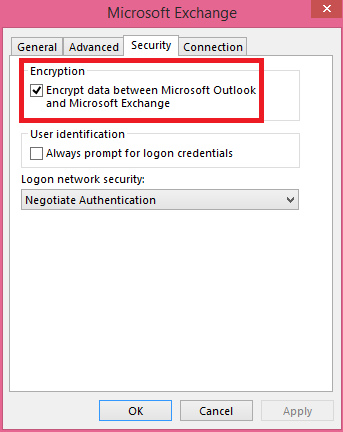 Microsoft Exchange
General Advanced Security Connection
Encryption
Encrypt data between Microsoft Outlook
and Microsoft Exchange
User identification
Always prompt for logon credentials
Logon network security:
Negotiate Authentication
OK Cancel Apply